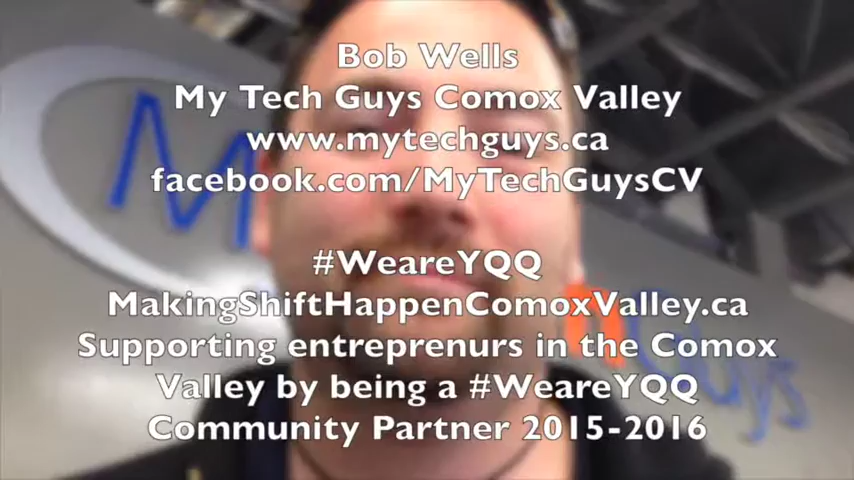 Bob Wells
My Tech Guys Comox Valley
www.mytechguys.ca
facebook.com/MyTechGuysCV
#WeareYQQ
MakingShiftHappenComoxValley.ca
Supporting entreprenurs in the Comox
Valley by being a #WeareYQQ
Community Partner 2015-2016
Guys